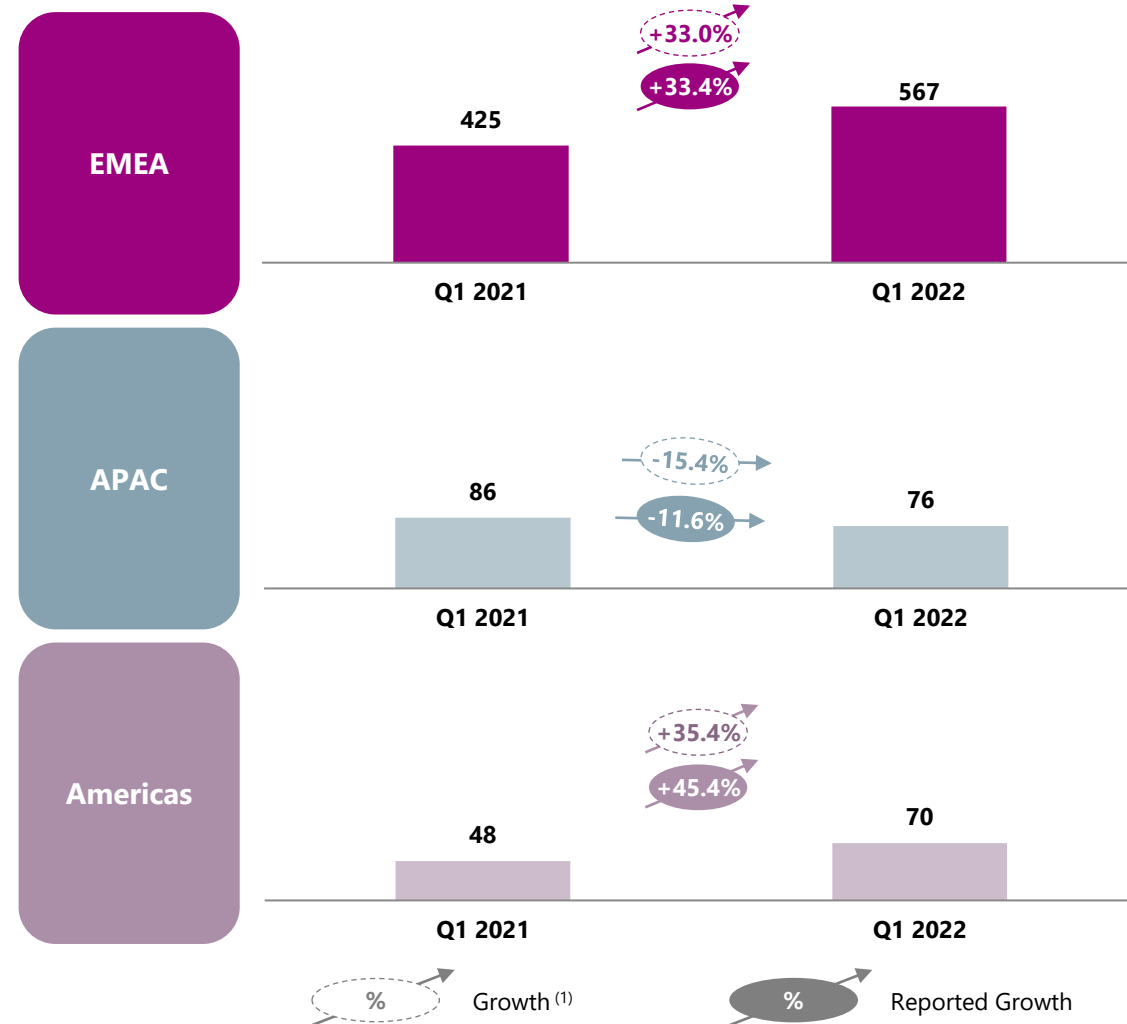 EMEA
+33.0%
+33.4%
425
567
Q1 2021
Q1 2022
APAC
-15.4%
-11.6%
86
76
Q1 2021
Q1 2022
Americas
+35.4%
+45.4%
48
70
Q1 2021
Q1 2022
% Growth (1)
% Reported Growth